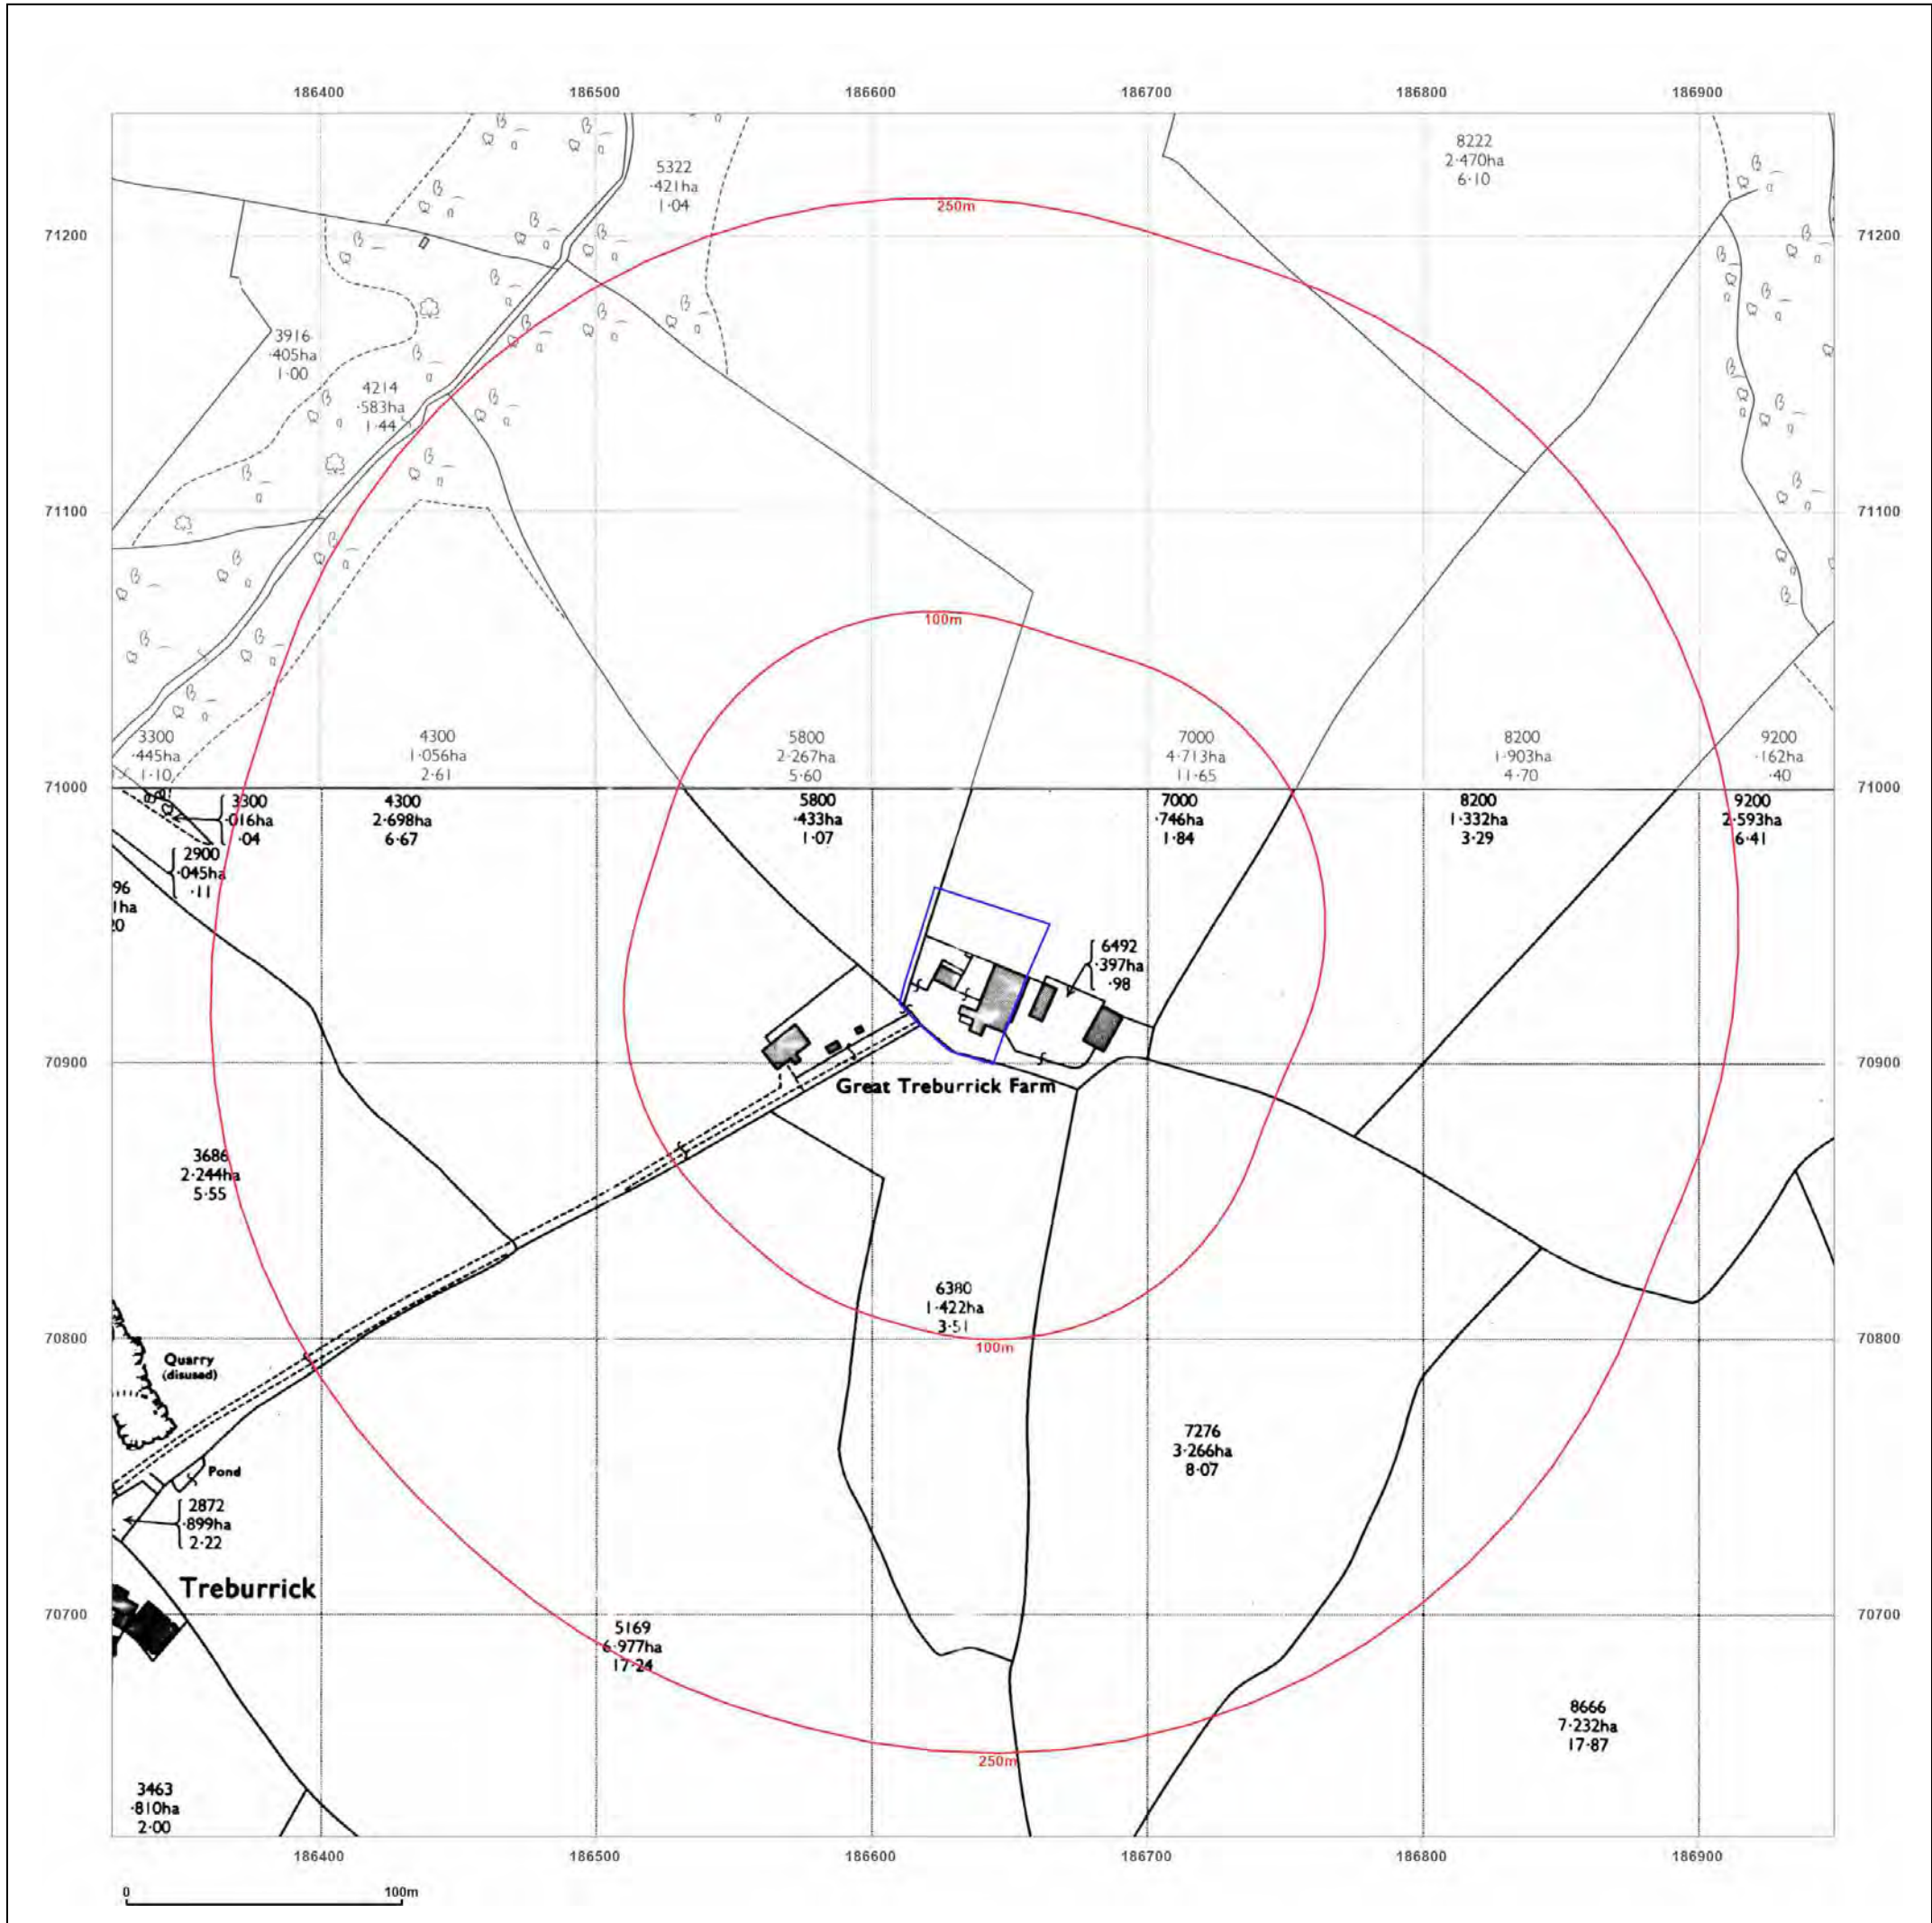 186400 186500 186600 186700 186800 186900
8222
2·470ha
6·10
5322
·421ha
1·04
250m
71200 71200
3916
·405ha
1·00
4214
·583ha
1·44
71100 71100
100m
3300
·445ha
1·10
4300
1·056ha
2·61
5800
2·267ha
5·60
7000
4·713ha
11·65
8200
1·903ha
4·70
9200
·162ha
·40
71000 71000
3300
·016ha
·04
4300
2·698ha
6·67
5800
·433ha
1·07
7000
·746ha
1·84
8200
1·332ha
3·29
9200
2·593ha
6·41
2900
·045ha
·11
96
1ha
20
6492
·397ha
·98
70900 70900
Great Treburrick Farm
3686
2·244ha
5·55
6380
1·422ha
3·51
70800 70800
100m
Quarry
(disused)
7276
3·266ha
8·07
Pond
2872
·899ha
2·22
Treburrick
70700 70700
5169
6·977ha
17·24
8666
7·232ha
17·87
250m
3463
·810ha
2·00
186400 186500 186600 186700 186800 186900
0 100m